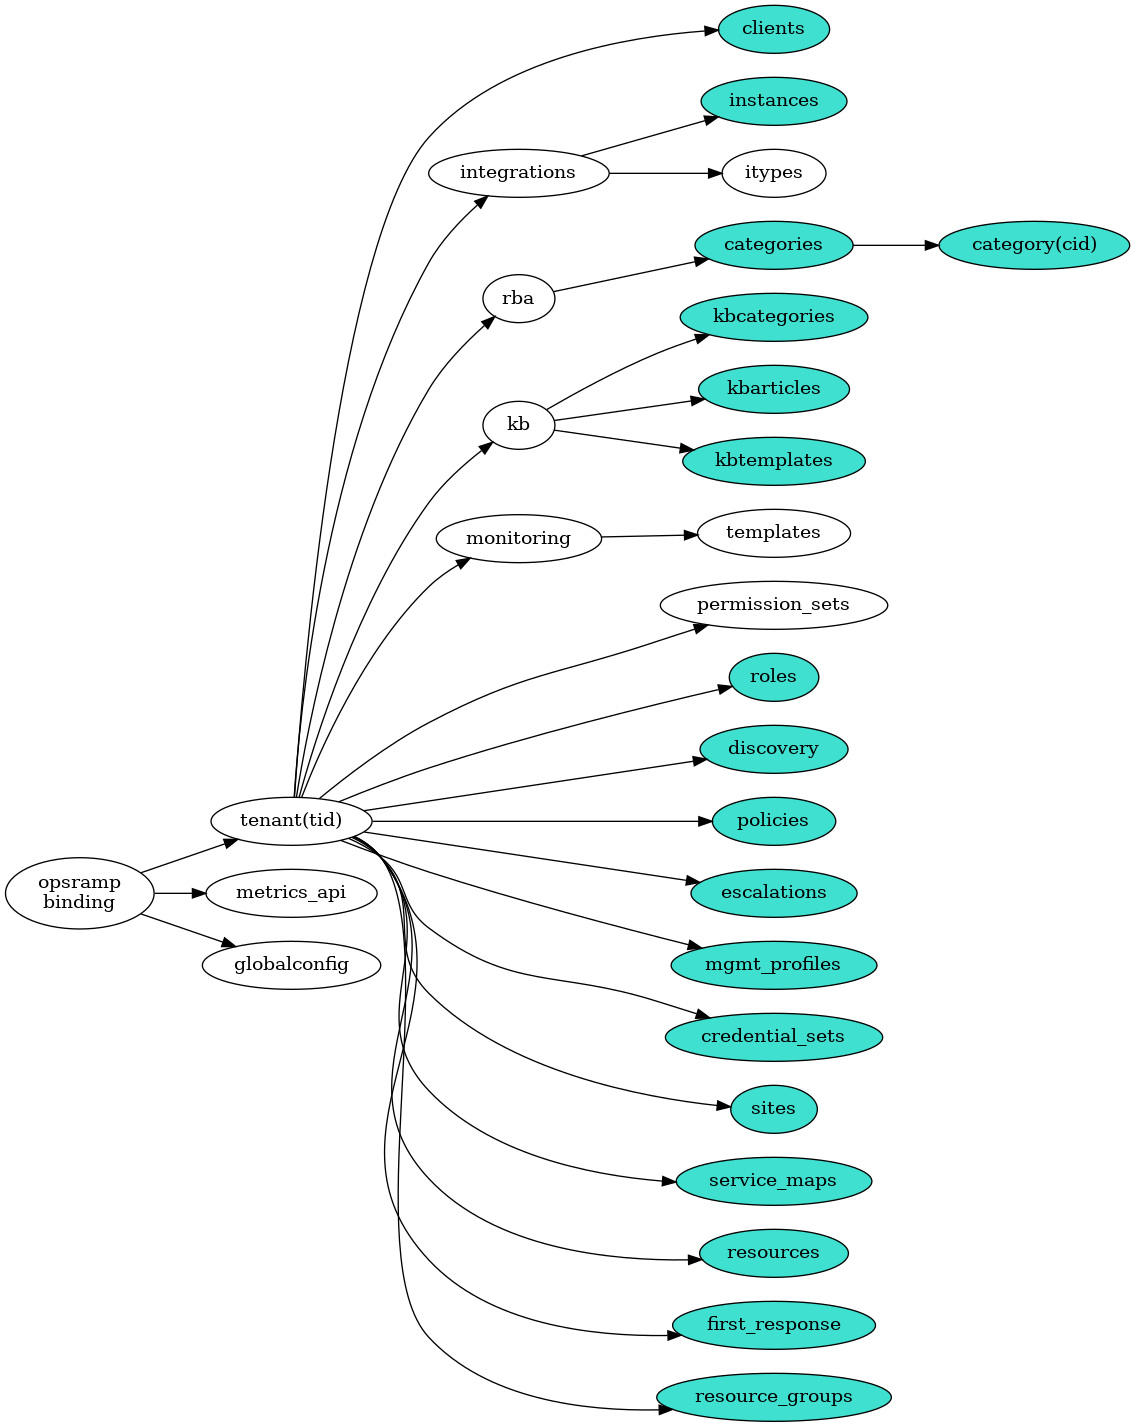 clients
instances
integrations
itypes
categories
category(cid)
rba
kbcategories
kbarticles
kb
kbtemplates
templates
monitoring
permission_sets
roles
discovery
tenant(tid)
policies
opsramp
binding
metrics_api
escalations
globalconfig
mgmt_profiles
credential_sets
sites
service_maps
resources
first_response
resource_groups